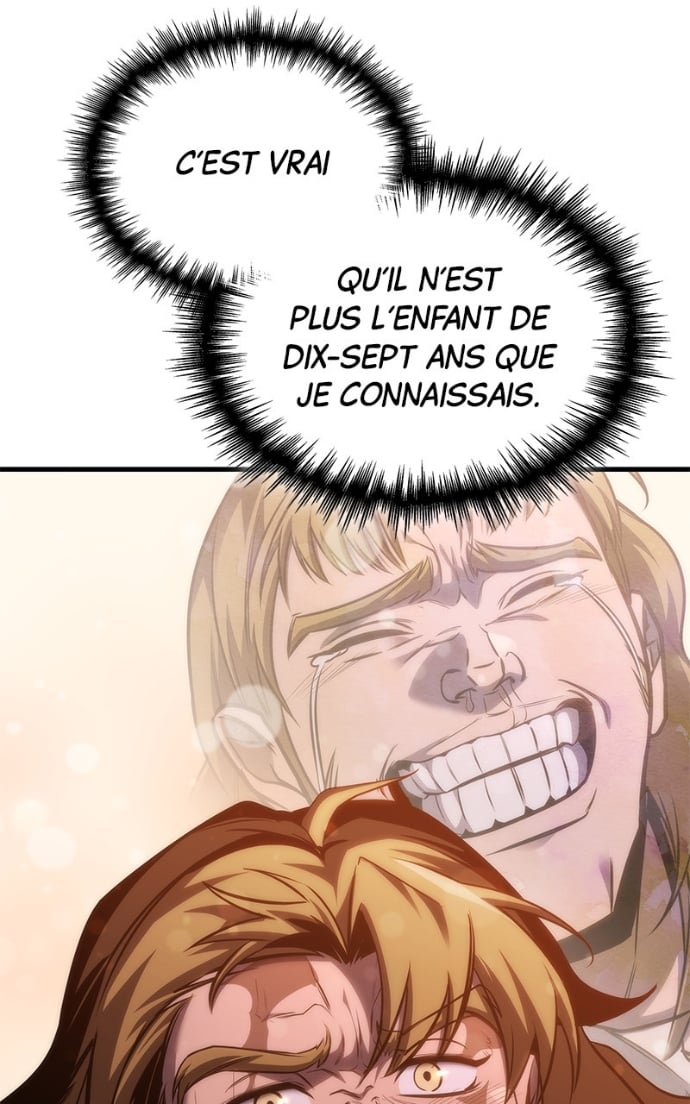 C'EST VRAI
QU'IL N'EST
PLUS L'ENFANT DE
DIX-SEPT ANS QUE
JE CONNAISSAIS.